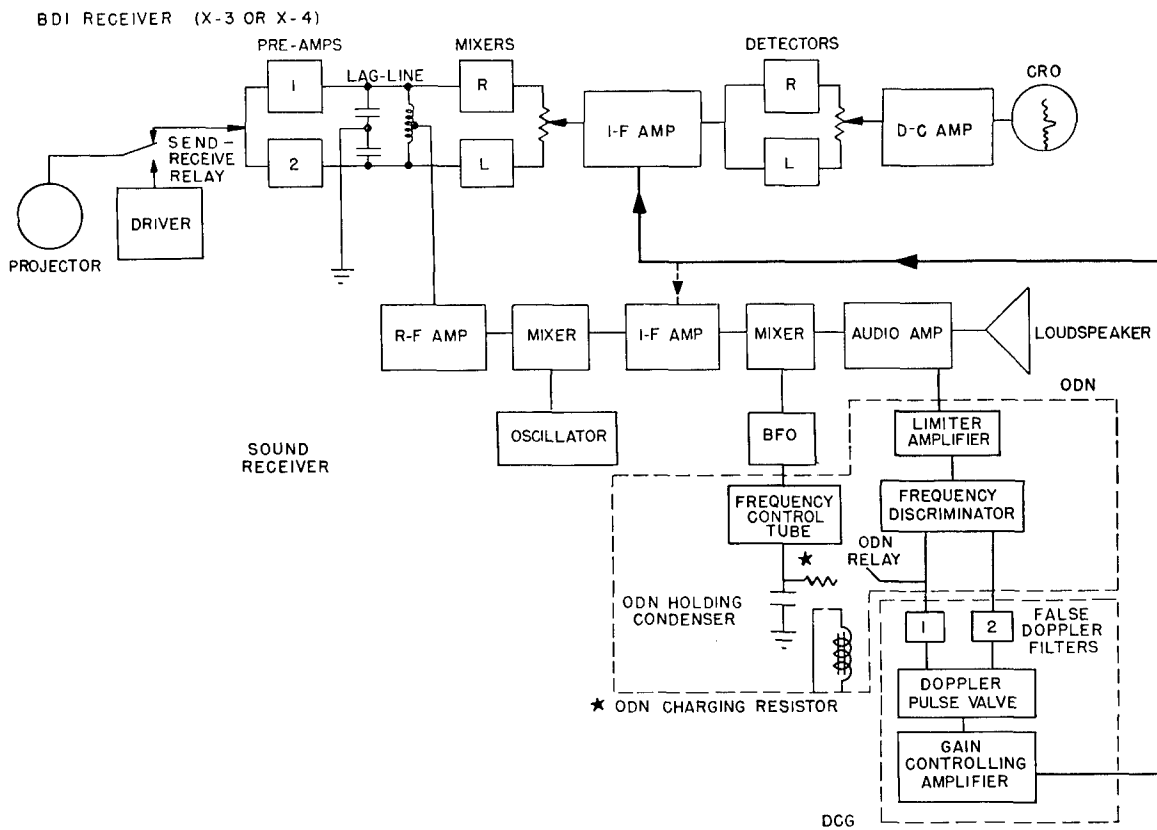 BDI RECEIVER (X-3 OR X-4)
PRE-AMPS
MIXERS
DETECTORS
CRO
1
LAG-LINE
R
R
I-F AMP
D-C AMP
SEND-
RECEIVE
RELAY
2
L
L
DRIVER
PROJECTOR
R-F AMP
MIXER
I-F AMP
MIXER
AUDIO AMP
LOUDSPEAKER
ODN
OSCILLATOR
BFO
LIMITER
AMPLIFIER
SOUND
RECEIVER
FREQUENCY
CONTROL
TUBE
FREQUENCY
DISCRIMINATOR
ODN
RELAY
★
ODN HOLDING
CONDENSER
1
2
FALSE
DOPPLER
FILTERS
DOPPLER
PULSE VALVE
★ ODN CHARGING RESISTOR
GAIN
CONTROLLING
AMPLIFIER
DCG